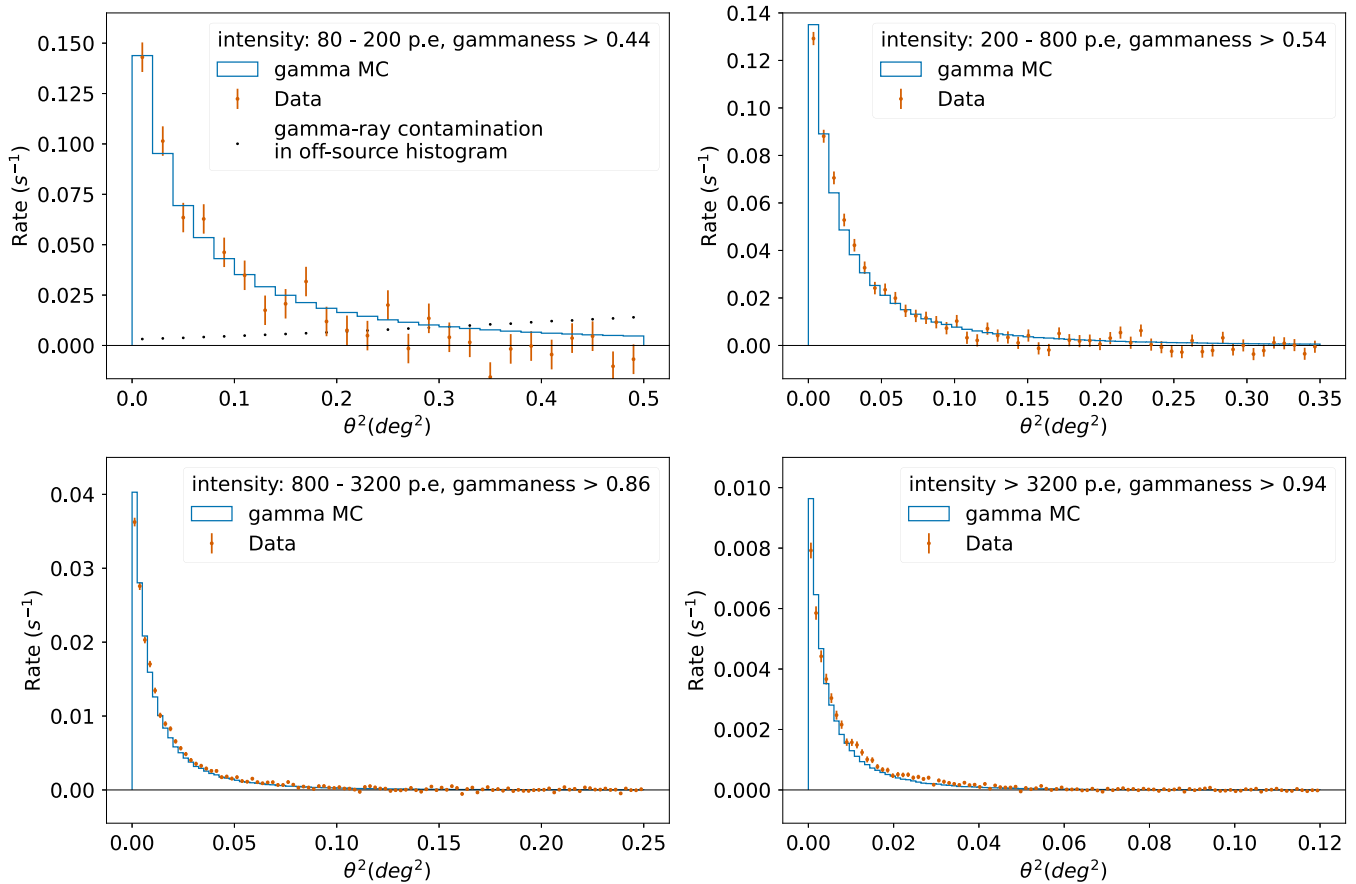 intensity: 80 - 200 p.e, gammaness > 0.44
gamma MC
Data
gamma-ray contamination
in off-source histogram
0.150
0.125
0.100
0.075
0.050
0.025
0.000
Rate (s⁻¹)
0.0 0.1 0.2 0.3 0.4 0.5
θ²(deg²)
intensity: 200 - 800 p.e, gammaness > 0.54
gamma MC
Data
0.14
0.12
0.10
0.08
0.06
0.04
0.02
0.00
Rate (s⁻¹)
0.00 0.05 0.10 0.15 0.20 0.25 0.30 0.35
θ²(deg²)
intensity: 800 - 3200 p.e, gammaness > 0.86
gamma MC
Data
0.04
0.03
0.02
0.01
0.00
Rate (s⁻¹)
0.00 0.05 0.10 0.15 0.20 0.25
θ²(deg²)
intensity > 3200 p.e, gammaness > 0.94
gamma MC
Data
0.010
0.008
0.006
0.004
0.002
0.000
Rate (s⁻¹)
0.00 0.02 0.04 0.06 0.08 0.10 0.12
θ²(deg²)